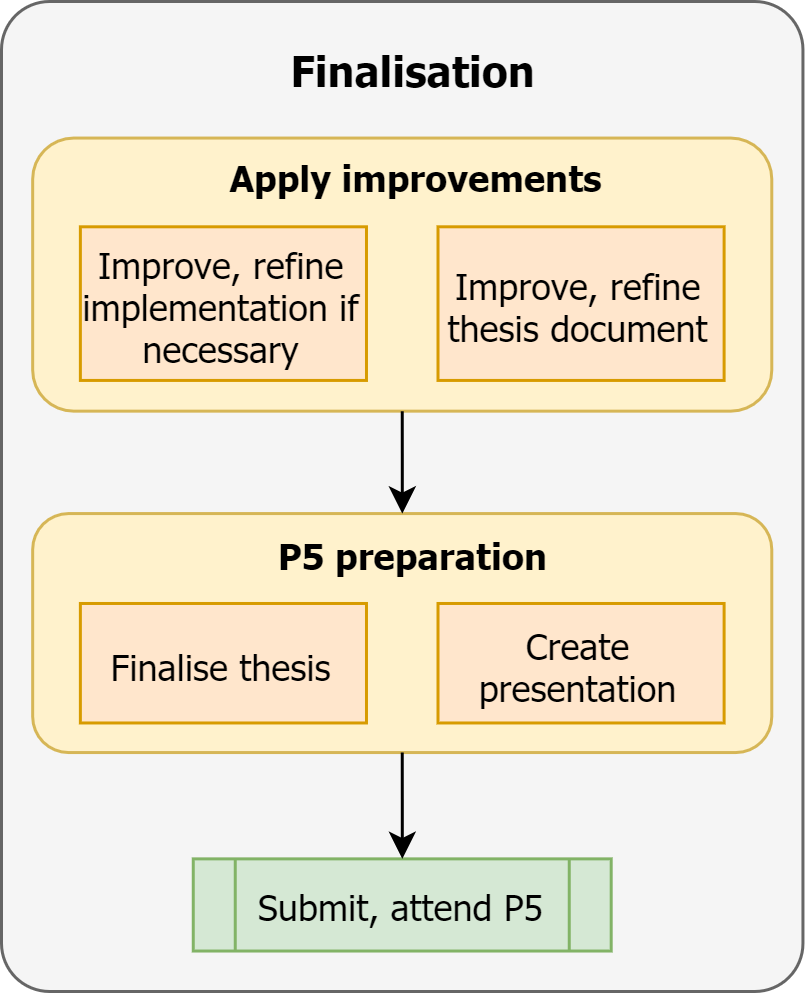 Finalisation
Apply improvements
Improve, refine
implementation if
necessary
Improve, refine
thesis document
P5 preparation
Finalise thesis
Create
presentation
Submit, attend P5